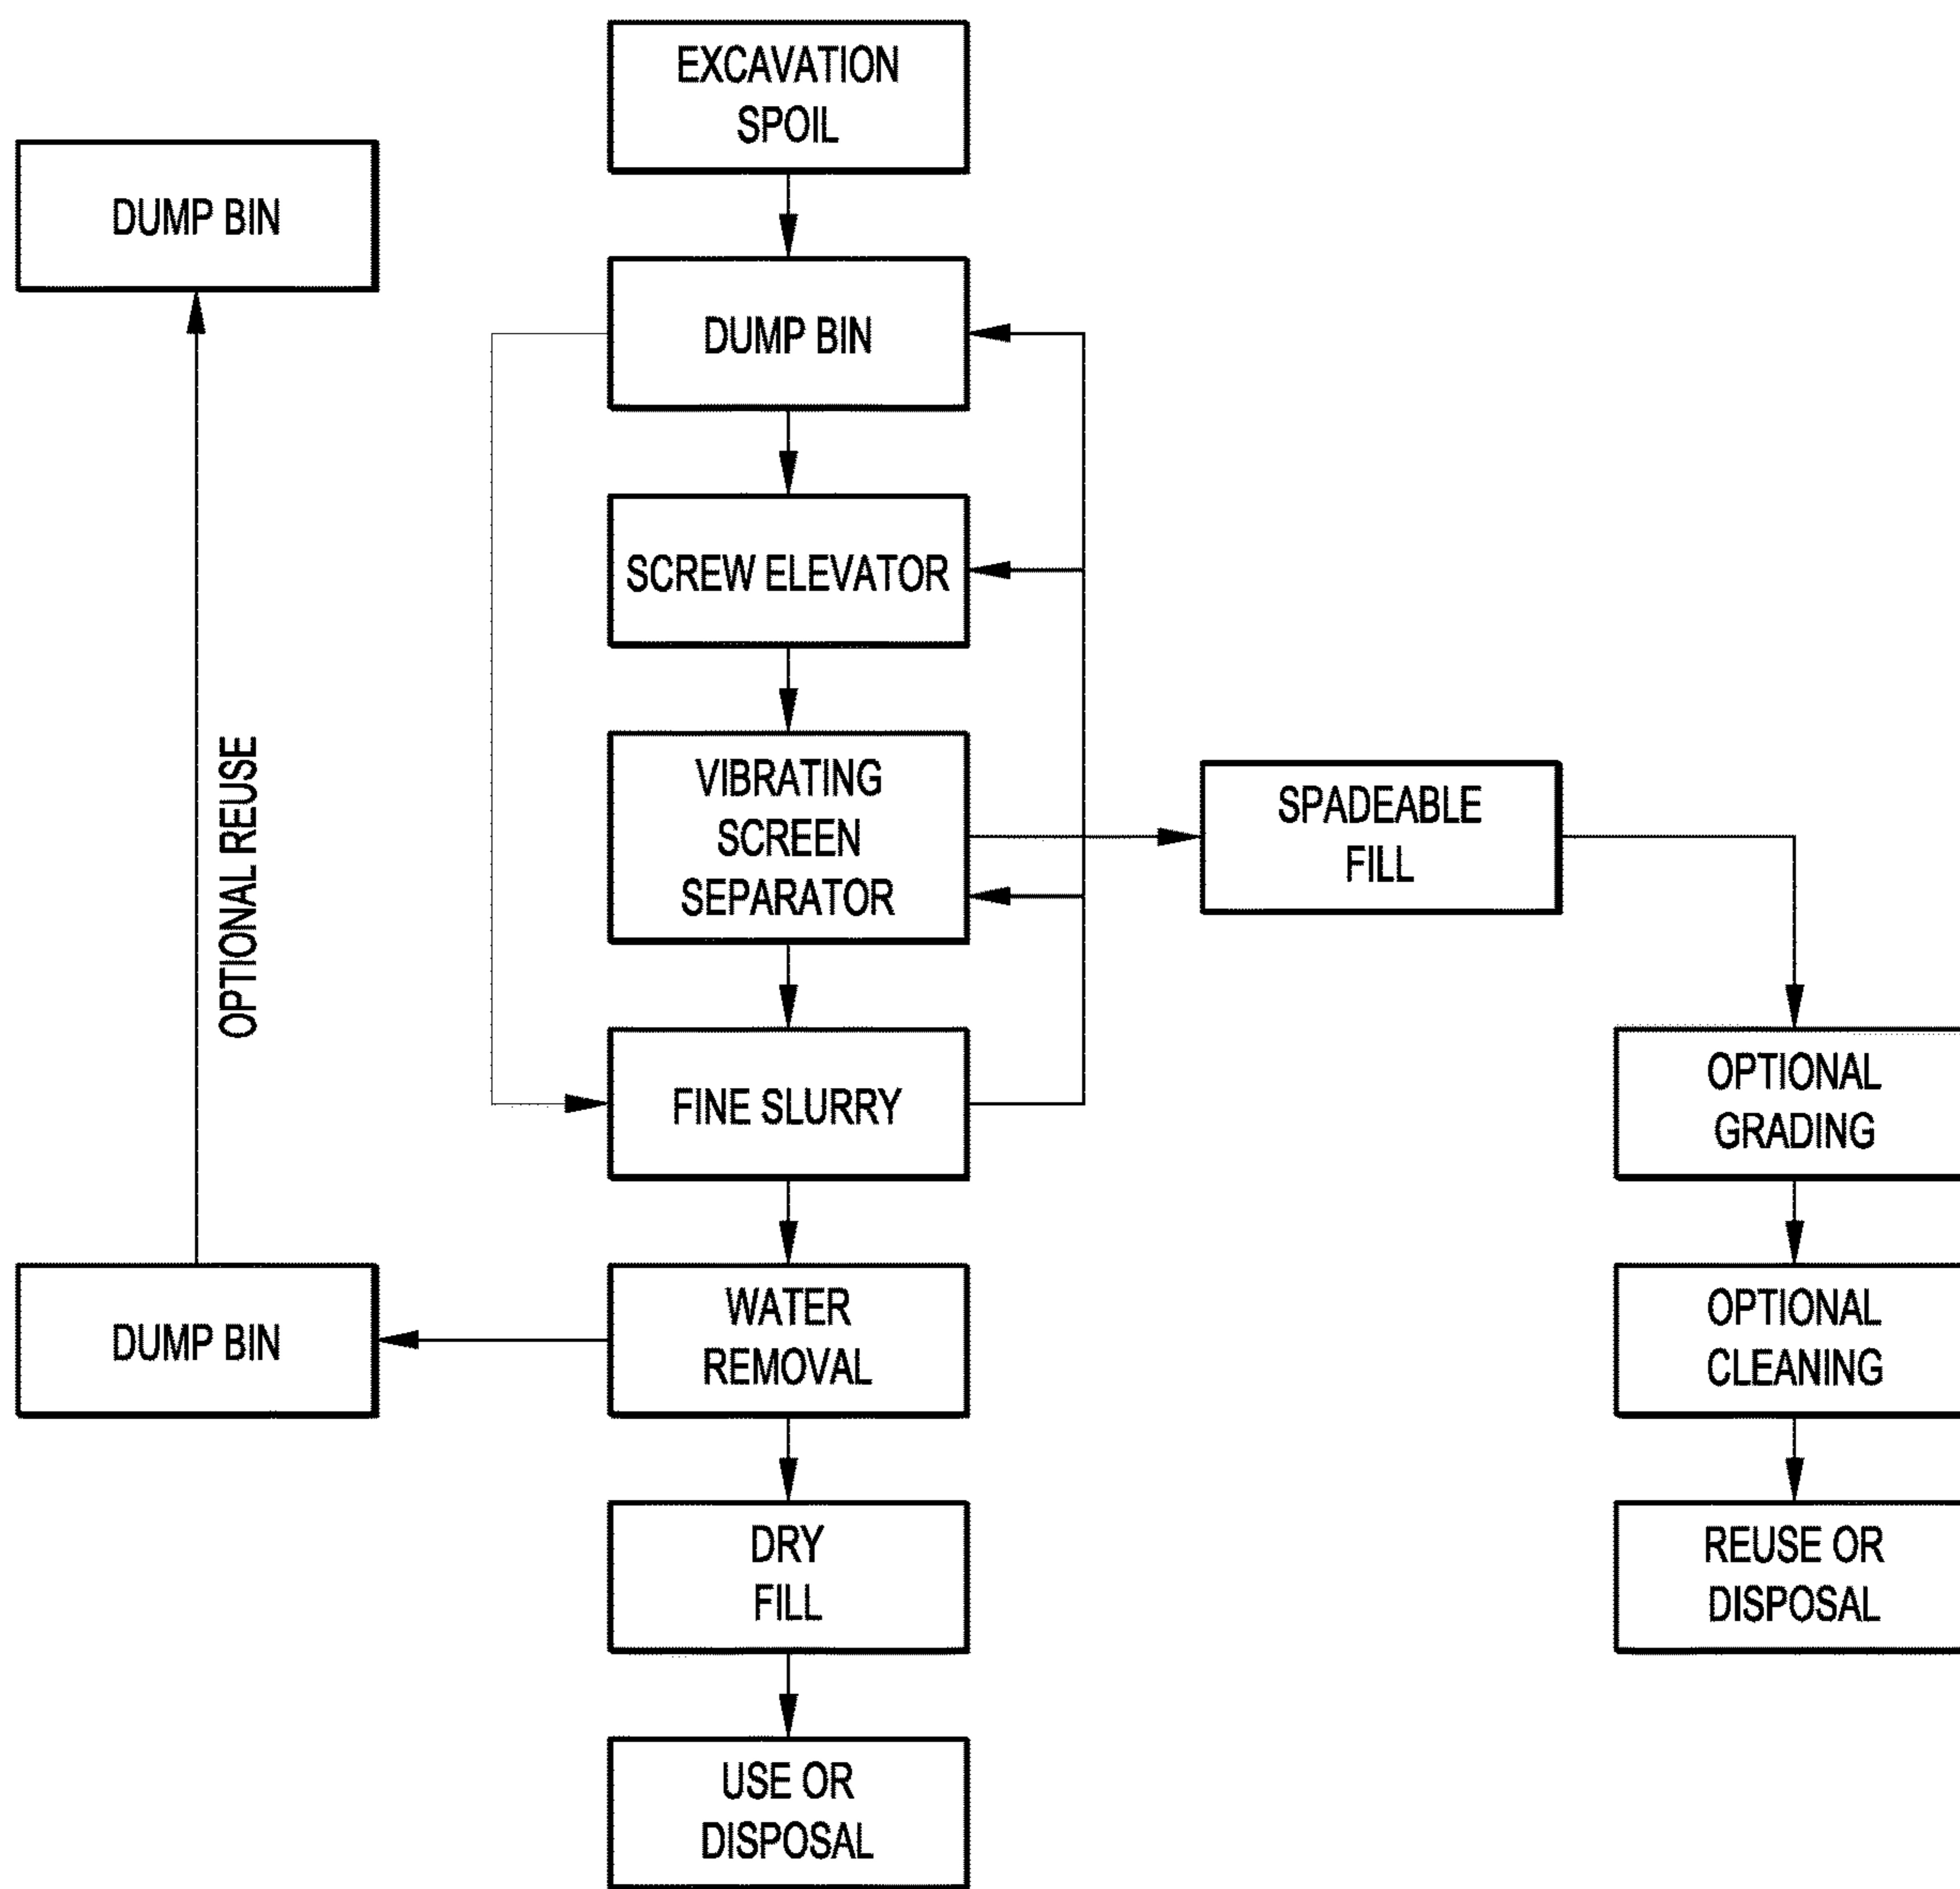 EXCAVATION
SPOIL
DUMP BIN
DUMP BIN
SCREW ELEVATOR
VIBRATING
SCREEN
SEPARATOR
SPADEABLE
FILL
OPTIONAL REUSE
FINE SLURRY
OPTIONAL
GRADING
DUMP BIN
WATER
REMOVAL
OPTIONAL
CLEANING
DRY
FILL
REUSE OR
DISPOSAL
USE OR
DISPOSAL